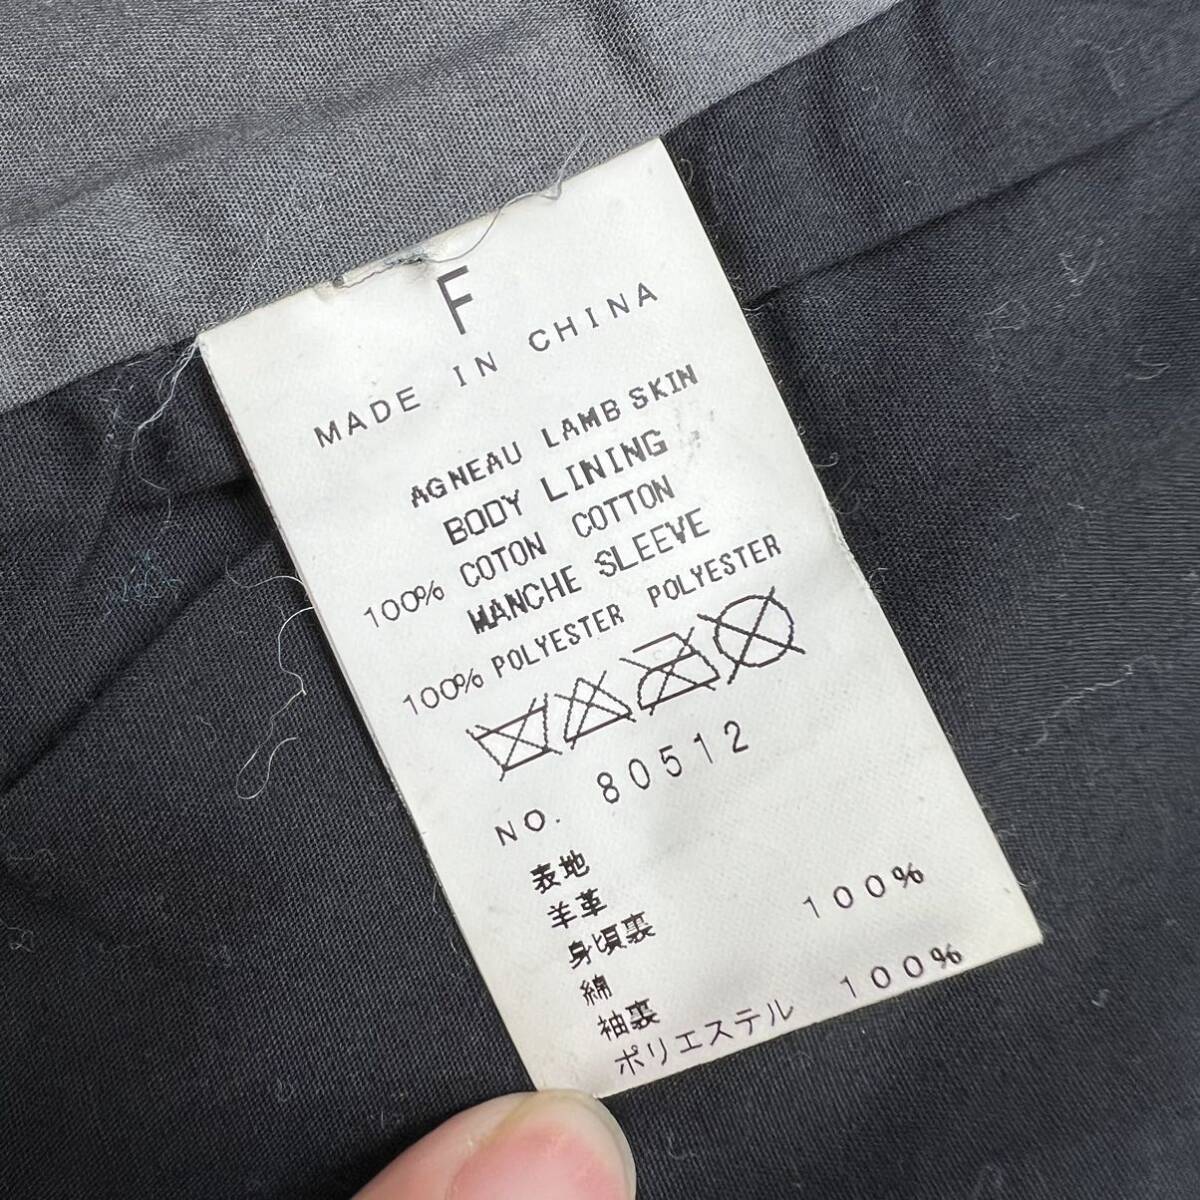 F
MADE IN CHINA
AGNEAU LAMB SKIN
BODY LINING
100% COTON COTTON
MANCHE SLEEVE
100% POLYESTER POLYESTER
NO. 80512
表地
羊革
身頃裏
綿 100%
袖裏
ポリエステル 100%